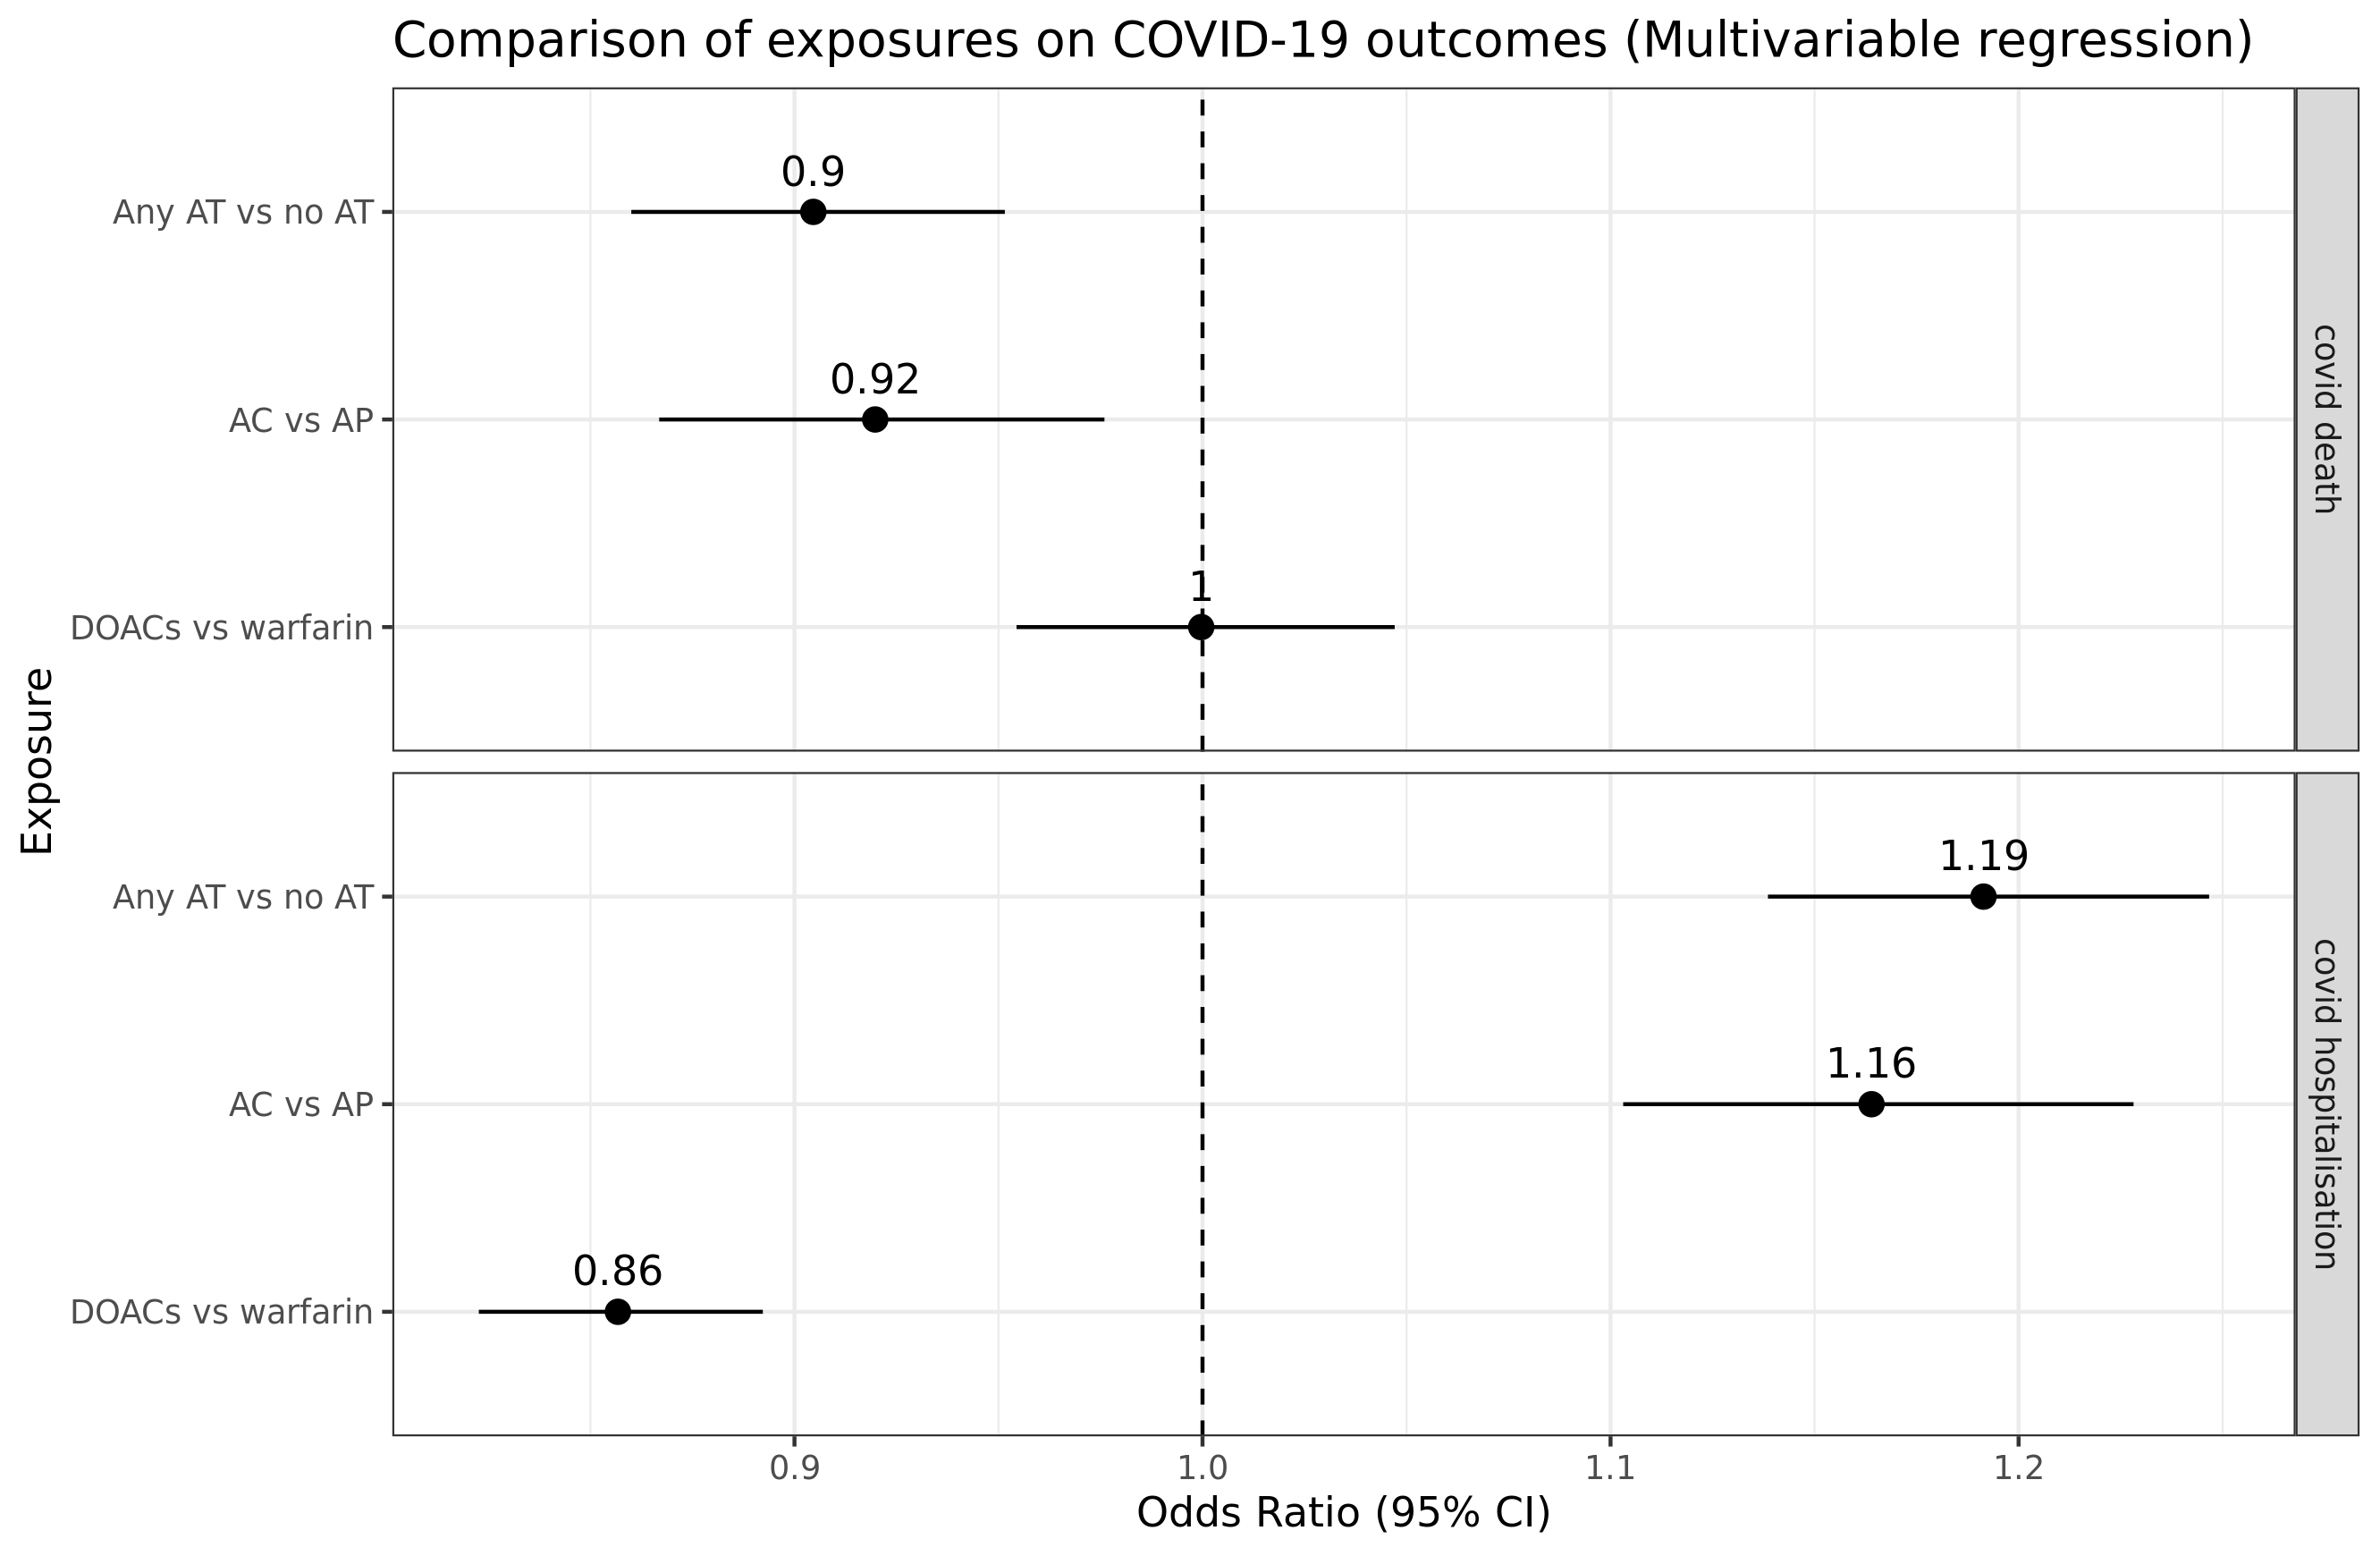 Comparison of exposures on COVID-19 outcomes (Multivariable regression)
Exposure
covid death
Any AT vs no AT
0.9
AC vs AP
0.92
DOACs vs warfarin
1
covid hospitalisation
Any AT vs no AT
1.19
AC vs AP
1.16
DOACs vs warfarin
0.86
0.9 1.0 1.1 1.2
Odds Ratio (95% CI)